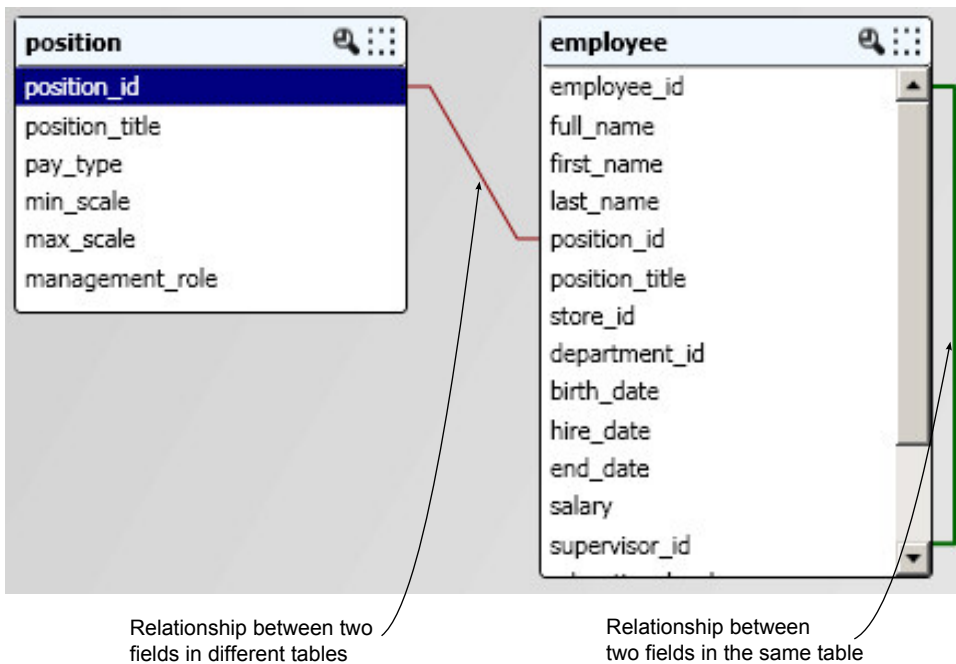 position
position_id
position_title
pay_type
min_scale
max_scale
management_role
employee
employee_id
full_name
first_name
last_name
position_id
position_title
store_id
department_id
birth_date
hire_date
end_date
salary
supervisor_id
Relationship between two
fields in different tables
Relationship between
two fields in the same table